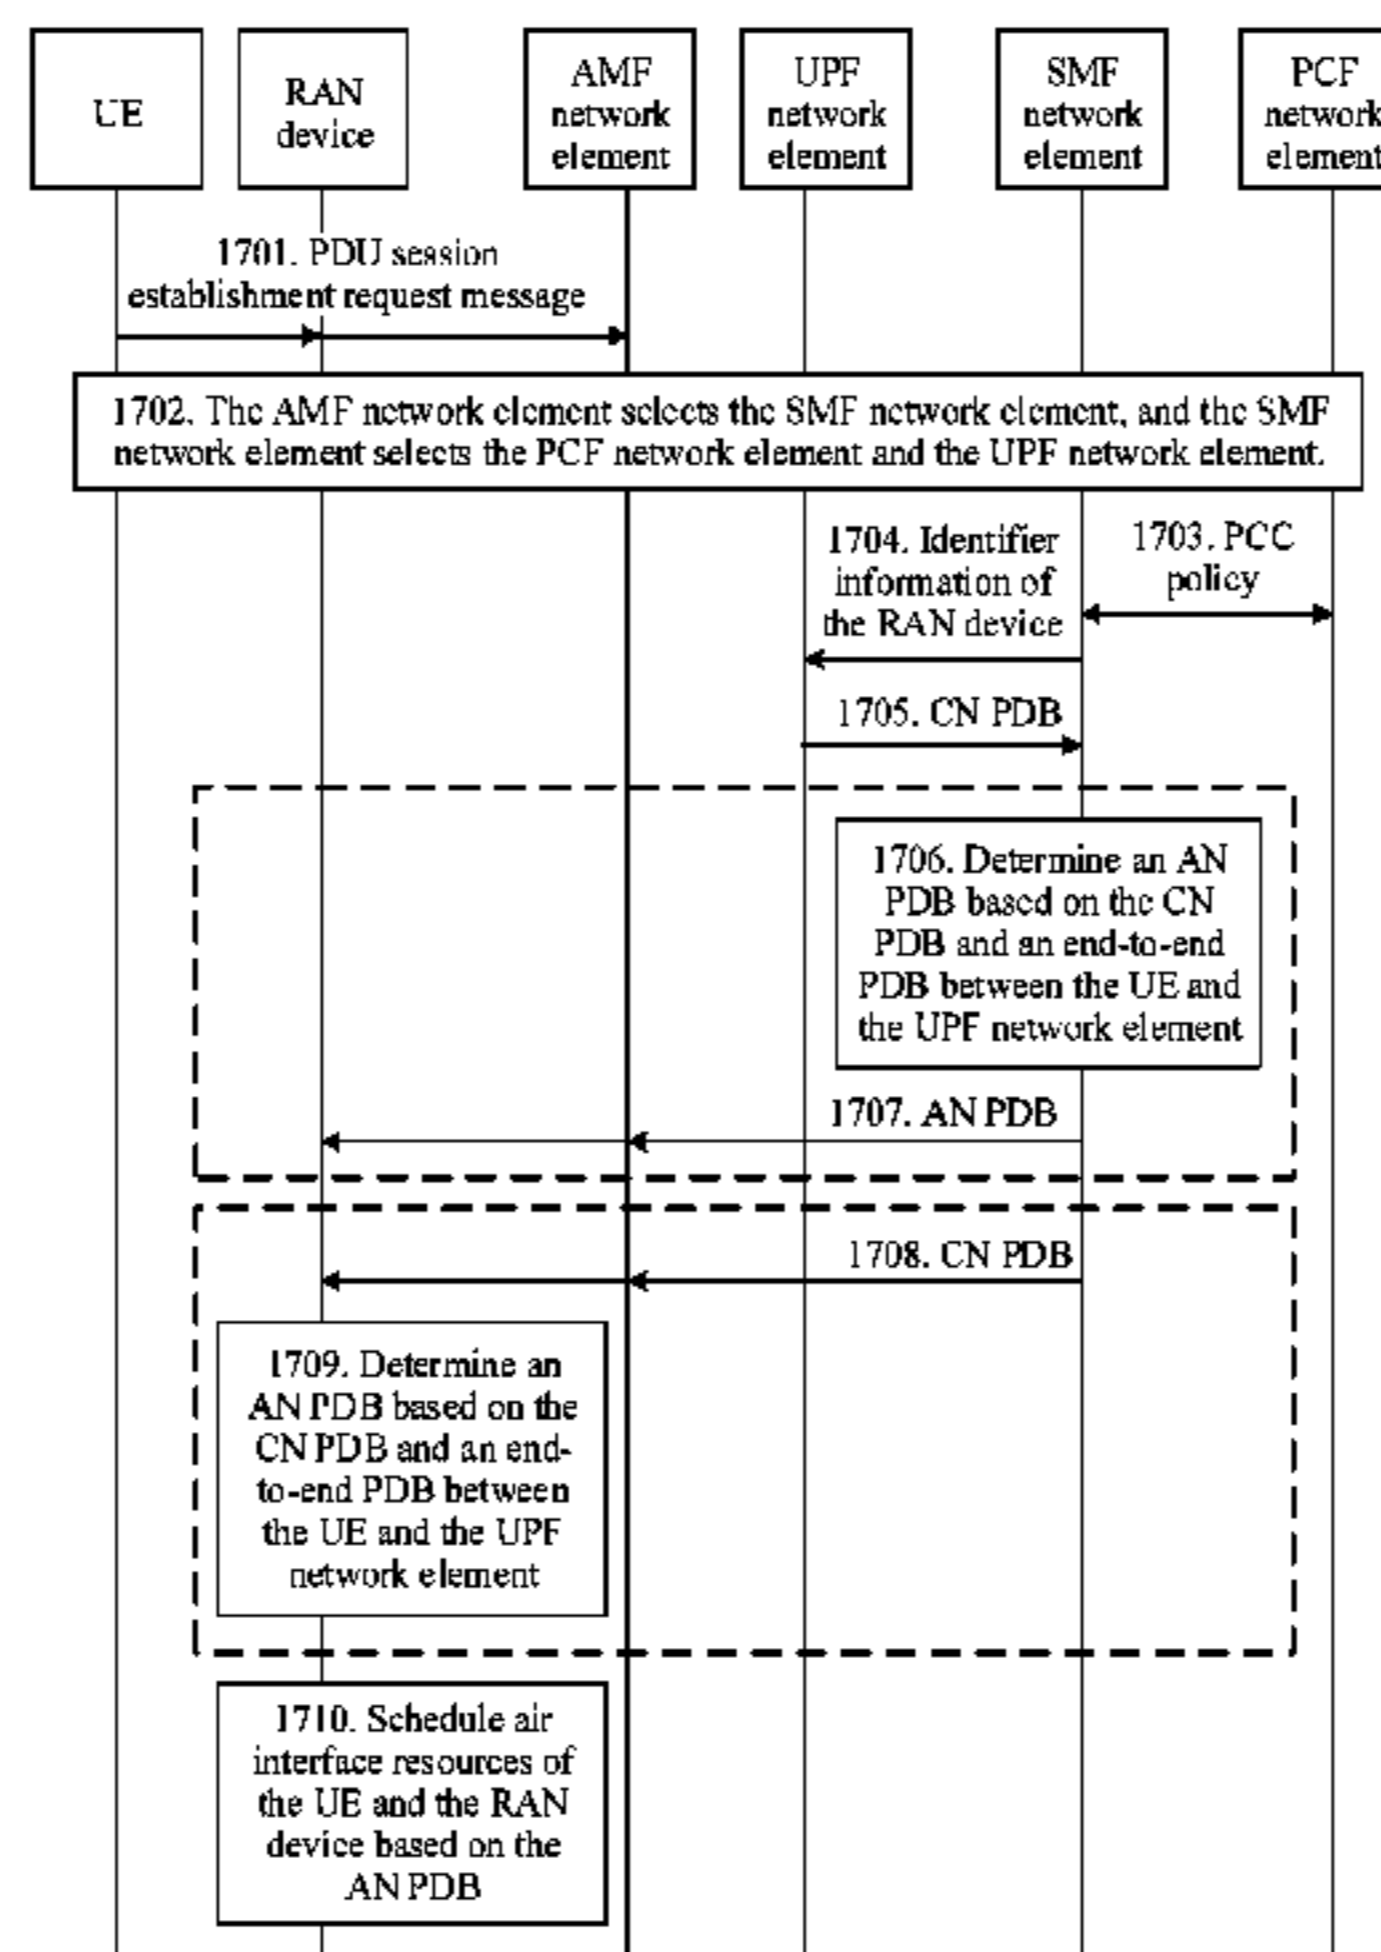 UE
RAN
device
AMF
network
element
UPF
network
element
SMF
network
element
PCF
network
element
1701. PDU session
establishment request message
1702. The AMF network element selects the SMF network element, and the SMF
network element selects the PCF network element and the UPF network element.
1704. Identifier
information of
the RAN device
1703. PCC
policy
1705. CN PDB
1706. Determine an AN
PDB based on the CN
PDB and an end-to-end
PDB between the UE and
the UPF network element
1707. AN PDB
1708. CN PDB
1709. Determine an
AN PDB based on the
CN PDB and an end-
to-end PDB between
the UE and the UPF
network element
1710. Schedule air
interface resources of
the UE and the RAN
device based on the
AN PDB